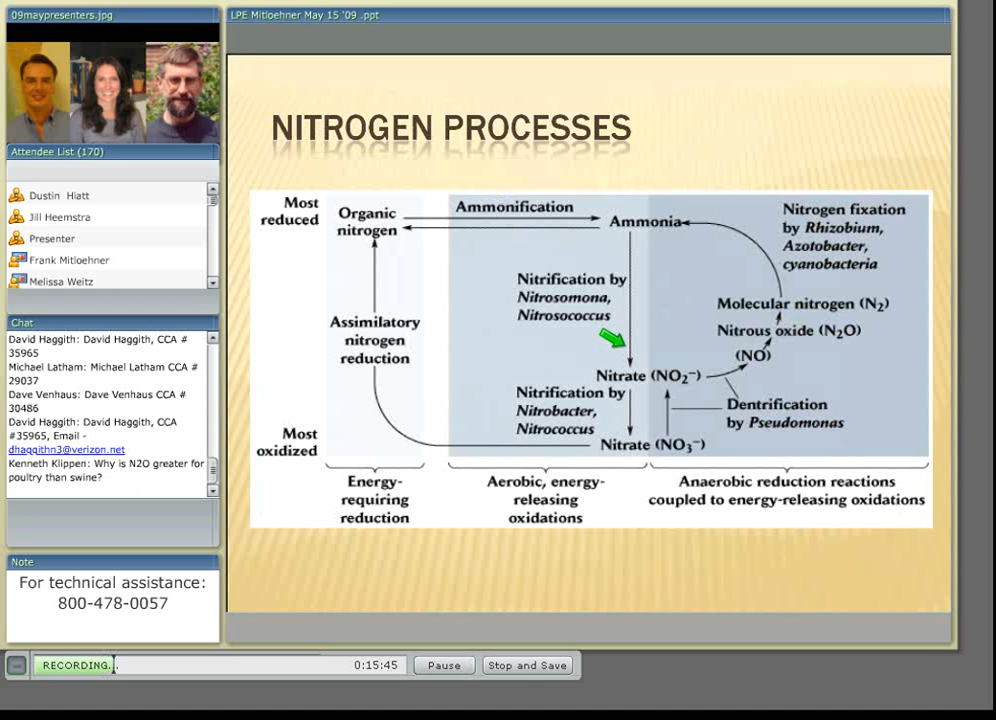 09maypresenters.jpg
LPE Mitloehner May 15 '09 .ppt
Attendee List (170)
Dustin Hiatt
Jill Heemstra
Presenter
Frank Mitloehner
Melissa Weitz
Chat
David Haggith: David Haggith, CCA #
35965
Michael Latham: Michael Latham CCA #
29037
Dave Venhaus: Dave Venhaus CCA #
30486
David Haggith: David Haggith, CCA
#35965, Email -
dhaggithn3@verizon.net
Kenneth Klippen: Why is N2O greater for
poultry than swine?
Note
For technical assistance:
800-478-0057
NITROGEN PROCESSES
Most
reduced
Organic
nitrogen
Ammonification
Ammonia
Nitrogen fixation
by Rhizobium,
Azotobacter,
cyanobacteria
Nitrification by
Nitrosomona,
Nitrosococcus
Molecular nitrogen (N2)
Nitrous oxide (N2O)
(NO)
Assimilatory
nitrogen
reduction
Nitrate (NO2−)
Nitrification by
Nitrobacter,
Nitrococcus
Dentrification
by Pseudomonas
Most
oxidized
Nitrate (NO3−)
Energy-
requiring
reduction
Aerobic, energy-
releasing
oxidations
Anaerobic reduction reactions
coupled to energy-releasing oxidations
RECORDING...
0:15:45
Pause
Stop and Save